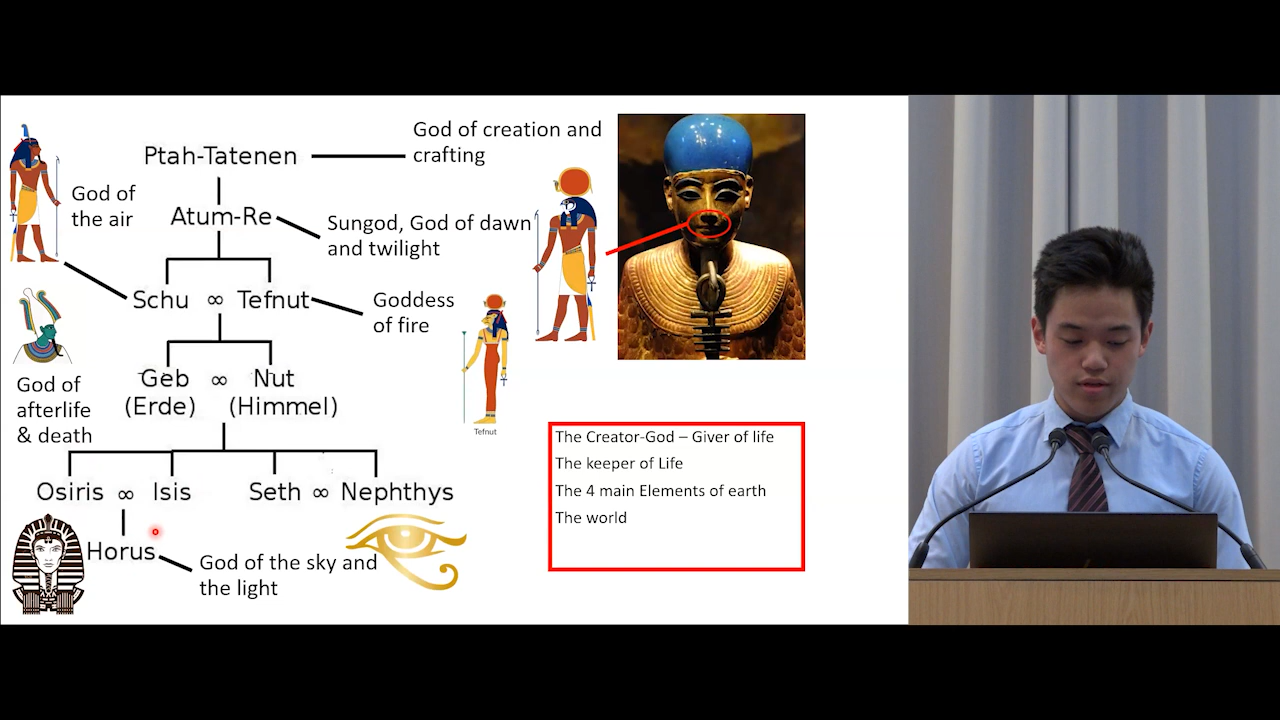 God of creation and
crafting
Ptah-Tatenen
God of
the air
Atum-Re
Sungod, God of dawn
and twilight
Schu ∞ Tefnut
Goddess
of fire
Geb ∞ Nut
(Erde) (Himmel)
God of
afterlife
& death
Tefnut
Osiris ∞ Isis Seth ∞ Nephthys
Horus
God of the sky and
the light
The Creator-God – Giver of life
The keeper of Life
The 4 main Elements of earth
The world